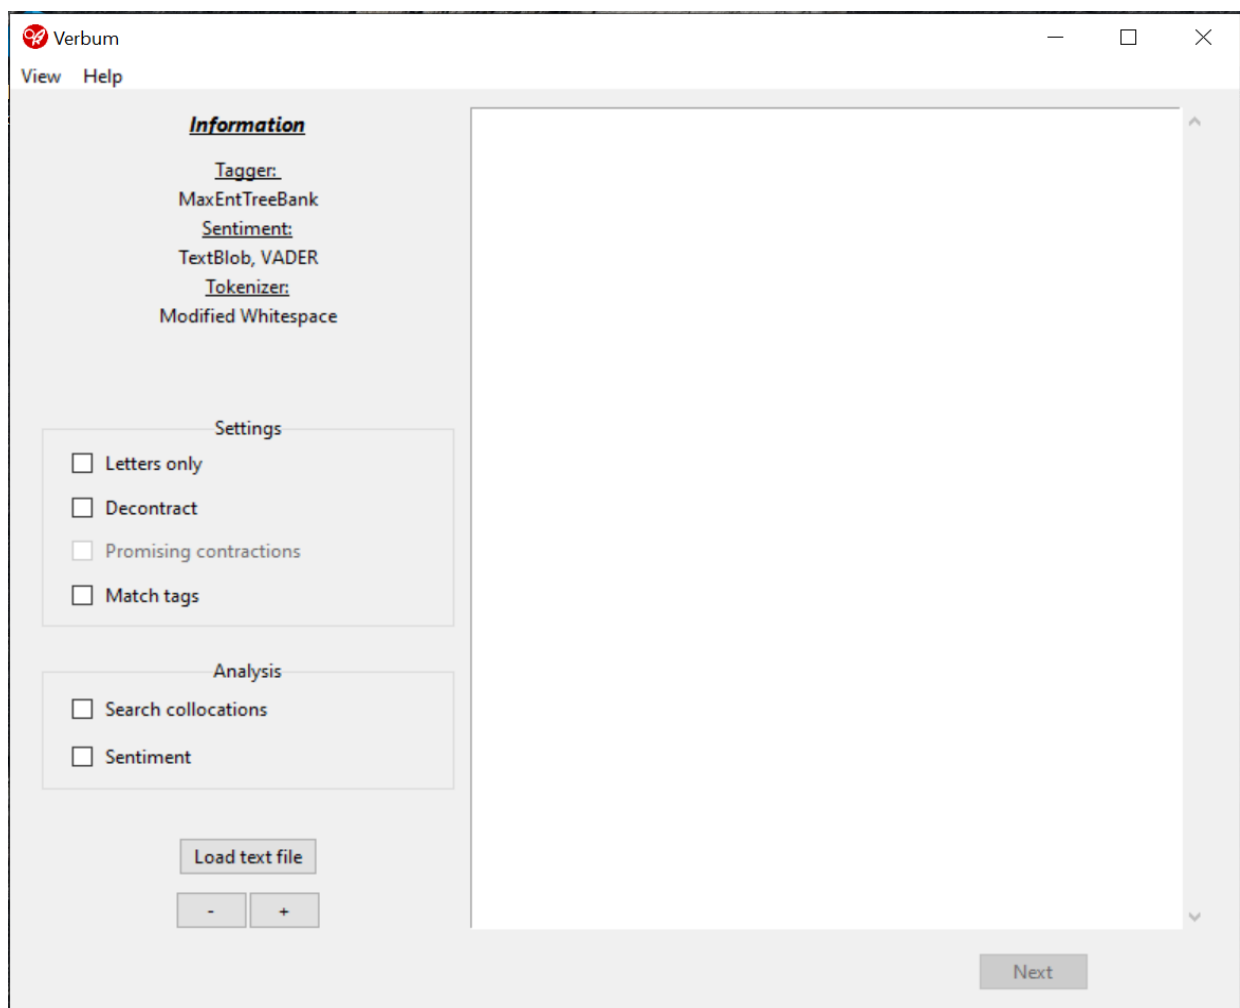 Verbum
View Help
Information
Tagger:
MaxEntTreeBank
Sentiment:
TextBlob, VADER
Tokenizer:
Modified Whitespace
Settings
Letters only
Decontract
Promising contractions
Match tags
Analysis
Search collocations
Sentiment
Load text file
- +
Next